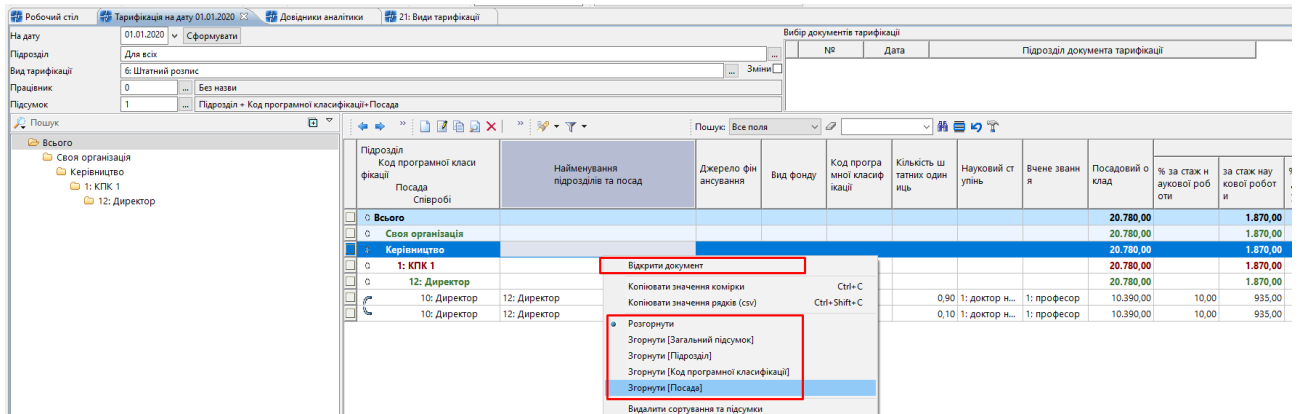 Робочий стіл
Тарифікація на дату 01.01.2020
Довідники аналітики
21: Види тарифікації
На дату
01.01.2020
Сформувати
Підрозділ
Для всіх
...
Вид тарифікації
6: Штатний розпис
...
Зміни
Працівник
0
...
Без назви
Підсумок
1
...
Підрозділ + Код програмної класифікації+Посада
Вибір документів тарифікації
№
Дата
Підрозділ документа тарифікації
Пошук
Всього
Своя організація
Керівництво
1: КПК 1
12: Директор
Пошук:
Все поля
Підрозділ
Код програмної класи
фікації
Посада
Співробі
Найменування
підрозділів та посад
Джерело фін
ансування
Вид фонду
Код програ
мної класиф
ікації
Кількість ш
татних один
иць
Науковий ст
упінь
Вчене званн
я
Посадовий о
клад
% за стаж н
аукової роб
оти
за стаж нау
кової робот
и
Всього 20.780,00 1.870,00
Своя організація 20.780,00 1.870,00
Керівництво 20.780,00 1.870,00
1: КПК 1 20.780,00 1.870,00
12: Директор 20.780,00 1.870,00
10: Директор 12: Директор 0,90 1: доктор н... 1: професор 10.390,00 10,00 935,00
10: Директор 12: Директор 0,10 1: доктор н... 1: професор 10.390,00 10,00 935,00
Відкрити документ
Копіювати значення комірки Ctrl+C
Копіювати значення рядків (csv) Ctrl+Shift+C
Розгорнути
Згорнути [Загальний підсумок]
Згорнути [Підрозділ]
Згорнути [Код програмної класифікації]
Згорнути [Посада]
Видалити сортування та підсумки